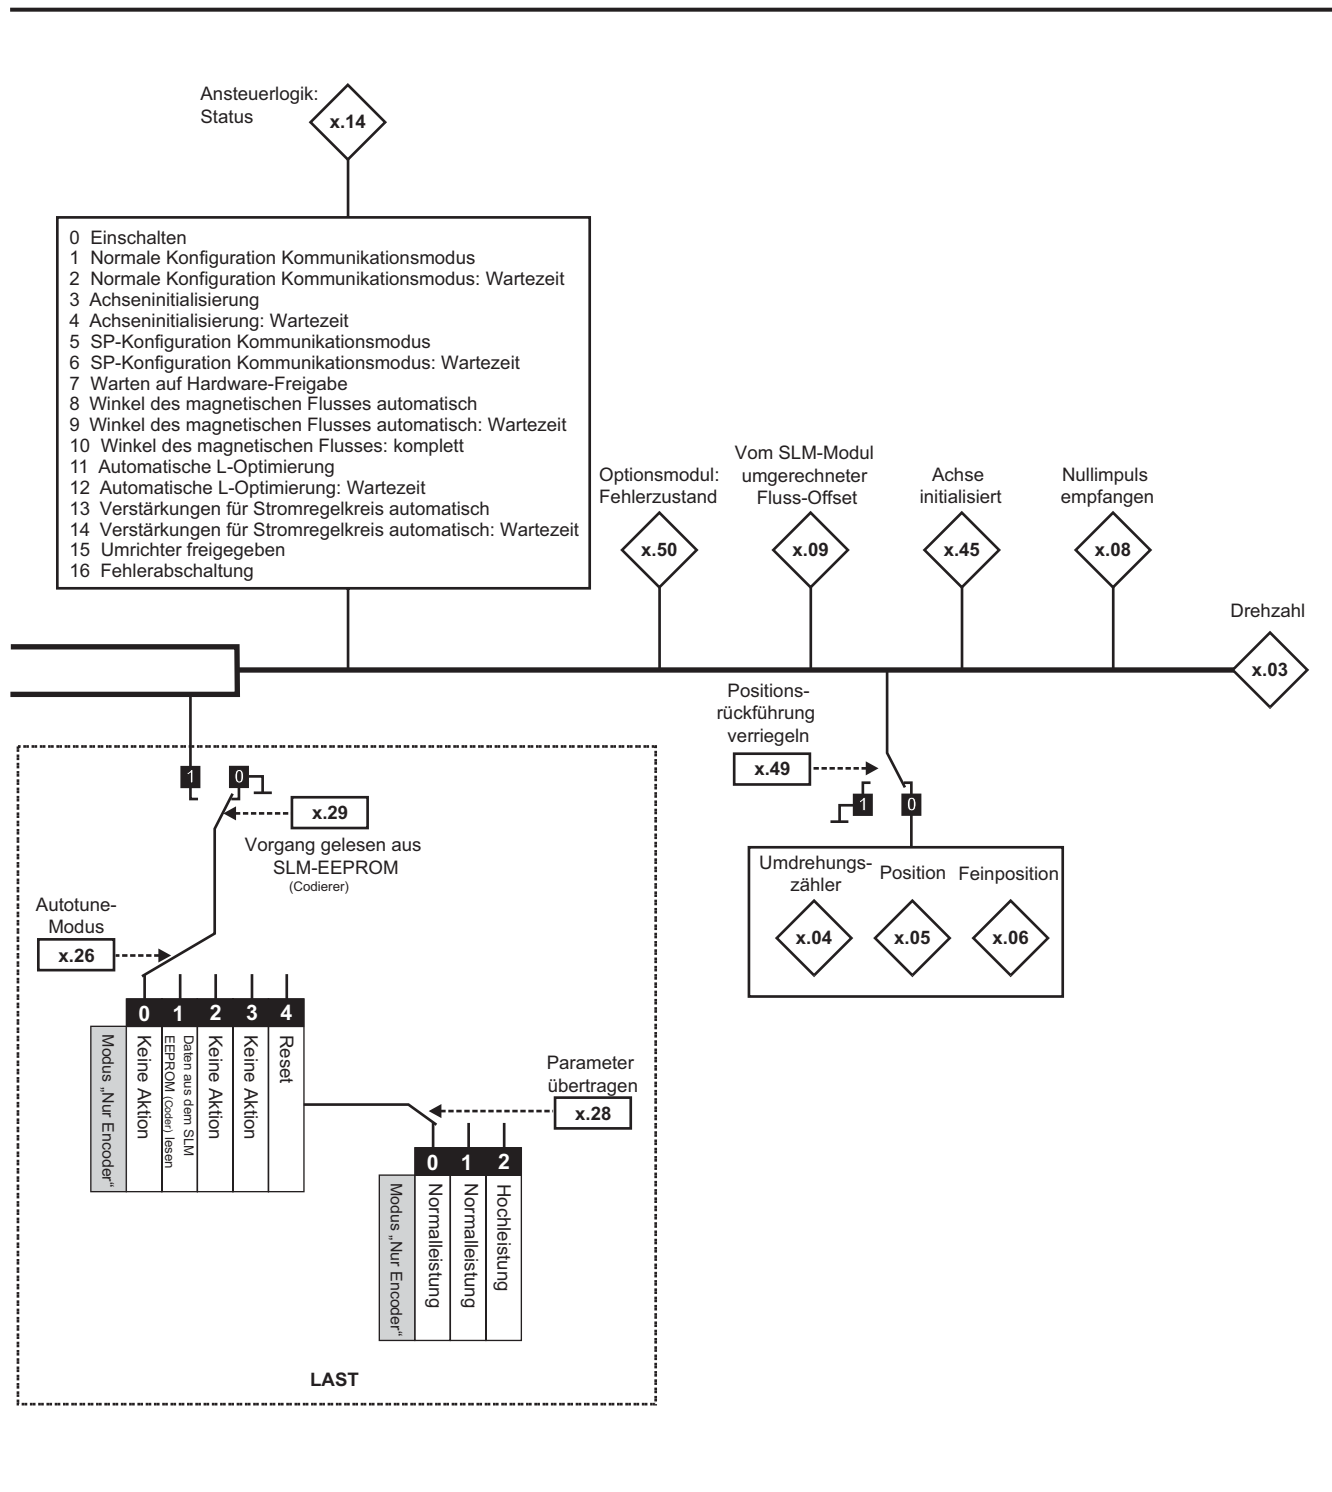 Ansteuerlogik:
Status
x.14
0 Einschalten
1 Normale Konfiguration Kommunikationsmodus
2 Normale Konfiguration Kommunikationsmodus: Wartezeit
3 Achseninitialisierung
4 Achseninitialisierung: Wartezeit
5 SP-Konfiguration Kommunikationsmodus
6 SP-Konfiguration Kommunikationsmodus: Wartezeit
7 Warten auf Hardware-Freigabe
8 Winkel des magnetischen Flusses automatisch
9 Winkel des magnetischen Flusses automatisch: Wartezeit
10 Winkel des magnetischen Flusses: komplett
11 Automatische L-Optimierung
12 Automatische L-Optimierung: Wartezeit
13 Verstärkungen für Stromregelkreis automatisch
14 Verstärkungen für Stromregelkreis automatisch: Wartezeit
15 Umrichter freigegeben
16 Fehlerabschaltung
Optionsmodul:
Fehlerzustand
x.50
Vom SLM-Modul
umgerechneter
Fluss-Offset
x.09
Achse
initialisiert
x.45
Nullimpuls
empfangen
x.08
Drehzahl
x.03
Positions-
rückführung
verriegeln
x.49
1 0
Umdrehungs-
zähler
x.04
Position
x.05
Feinposition
x.06
1 0
x.29
Vorgang gelesen aus
SLM-EEPROM
(Codierer)
Autotune-
Modus
x.26
0 1 2 3 4
Modus „Nur Encoder“
Keine Aktion
Daten aus dem SLM
EEPROM (Coder) lesen
Keine Aktion
Keine Aktion
Reset
Parameter
übertragen
x.28
0 1 2
Modus „Nur Encoder“
Normalleistung
Normalleistung
Hochleistung
LAST